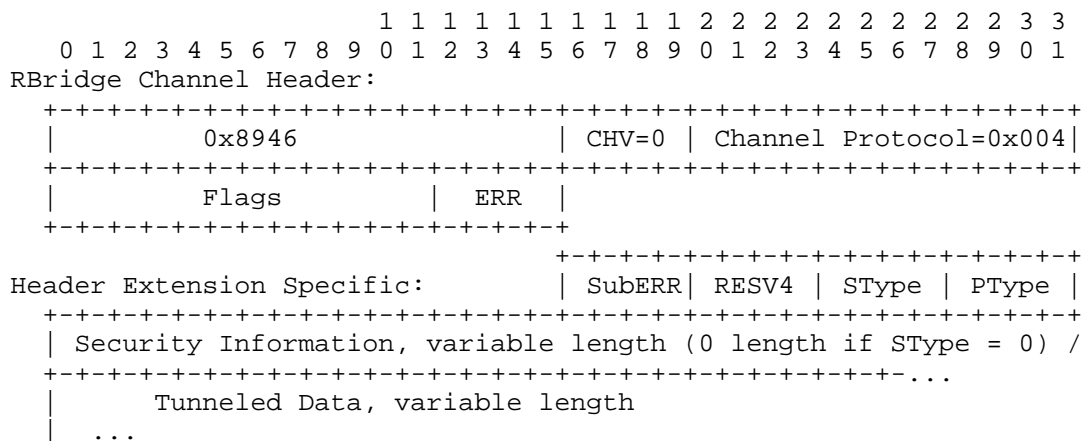 1 1 1 1 1 1 1 1 1 1 2 2 2 2 2 2 2 2 2 2 3 3
   0 1 2 3 4 5 6 7 8 9 0 1 2 3 4 5 6 7 8 9 0 1 2 3 4 5 6 7 8 9 0 1
RBridge Channel Header:
  +-+-+-+-+-+-+-+-+-+-+-+-+-+-+-+-+-+-+-+-+-+-+-+-+-+-+-+-+-+-+-+-+
  |         0x8946                | CHV=0 | Channel Protocol=0x004|
  +-+-+-+-+-+-+-+-+-+-+-+-+-+-+-+-+-+-+-+-+-+-+-+-+-+-+-+-+-+-+-+-+
  |         Flags         |  ERR  |
  +-+-+-+-+-+-+-+-+-+-+-+-+-+-+-+-+
                                  +-+-+-+-+-+-+-+-+-+-+-+-+-+-+-+-+
Header Extension Specific:        | SubERR| RESV4 | SType | PType |
  +-+-+-+-+-+-+-+-+-+-+-+-+-+-+-+-+-+-+-+-+-+-+-+-+-+-+-+-+-+-+-+-+
  | Security Information, variable length (0 length if SType = 0) /
  +-+-+-+-+-+-+-+-+-+-+-+-+-+-+-+-+-+-+-+-+-+-+-+-+-+-+-...
  |      Tunneled Data, variable length
  |  ...